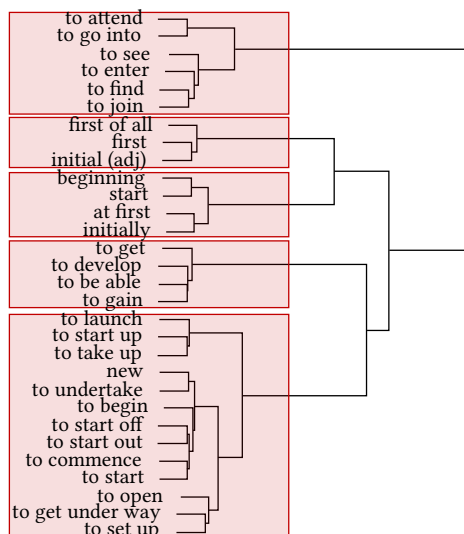 to attend
to go into
to see
to enter
to find
to join
first of all
first
initial (adj)
beginning
start
at first
initially
to get
to develop
to be able
to gain
to launch
to start up
to take up
new
to undertake
to begin
to start off
to start out
to commence
to start
to open
to get under way
to set up